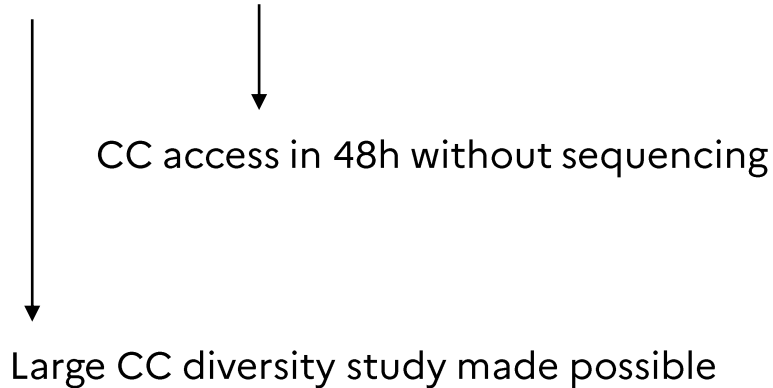 CC access in 48h without sequencing
Large CC diversity study made possible